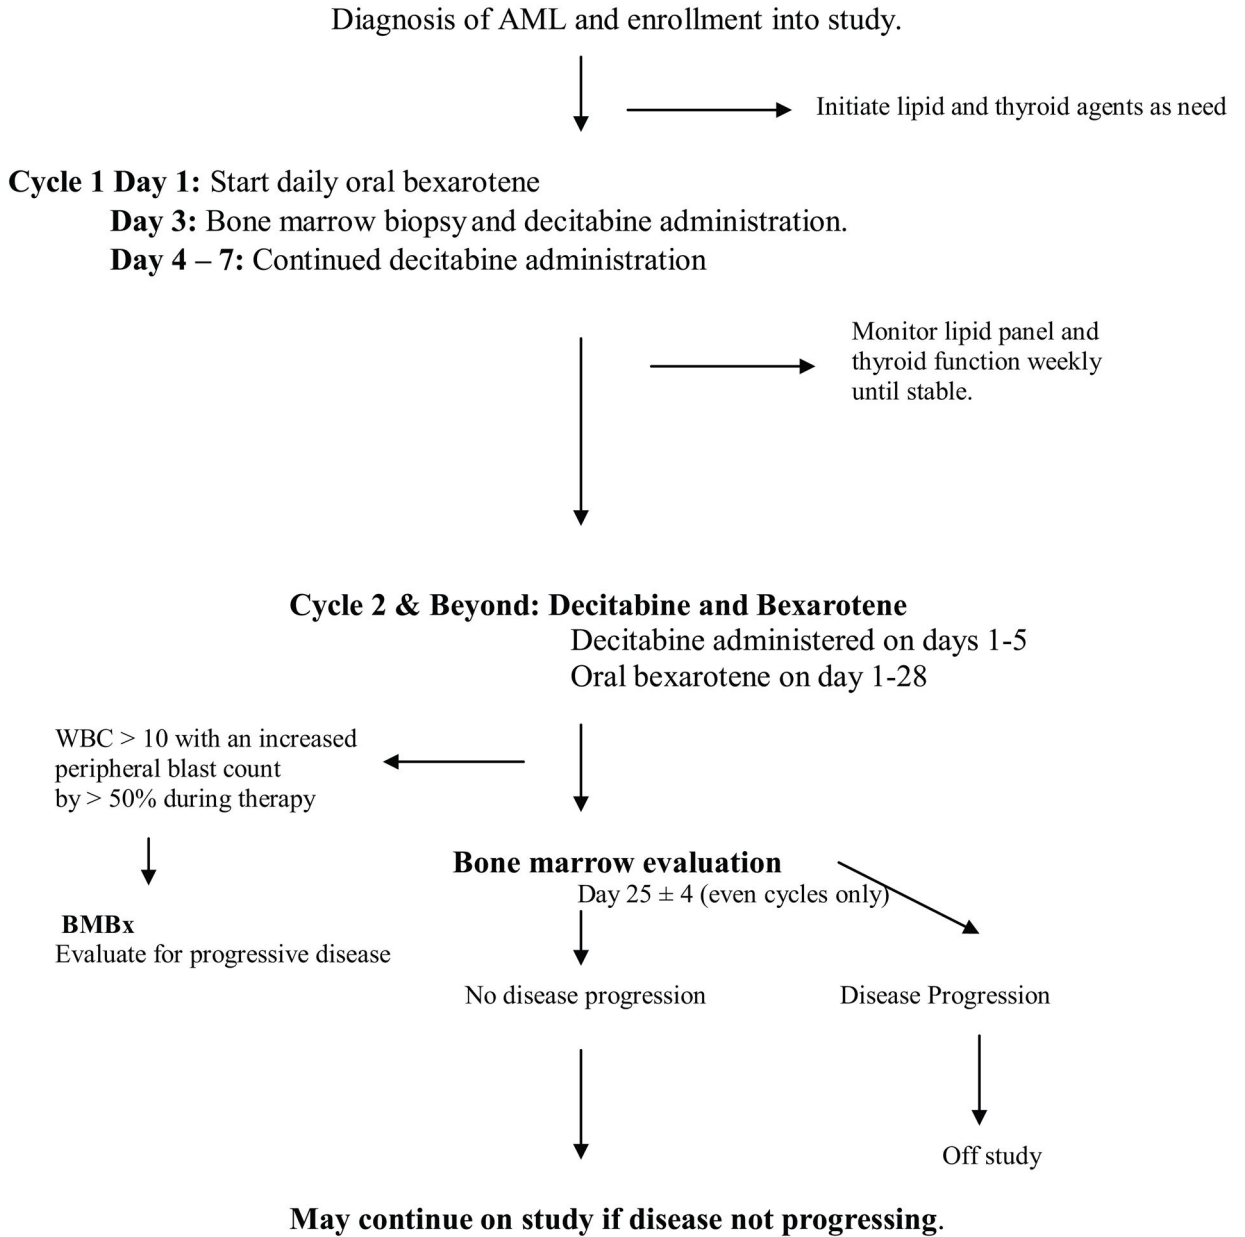 Diagnosis of AML and enrollment into study.
Initiate lipid and thyroid agents as need
Cycle 1 Day 1: Start daily oral bexarotene
Day 3: Bone marrow biopsy and decitabine administration.
Day 4 – 7: Continued decitabine administration
Monitor lipid panel and
thyroid function weekly
until stable.
Cycle 2 & Beyond: Decitabine and Bexarotene
Decitabine administered on days 1-5
Oral bexarotene on day 1-28
WBC > 10 with an increased
peripheral blast count
by > 50% during therapy
BMBx
Evaluate for progressive disease
Bone marrow evaluation
Day 25 ± 4 (even cycles only)
No disease progression
Disease Progression
Off study
May continue on study if disease not progressing.